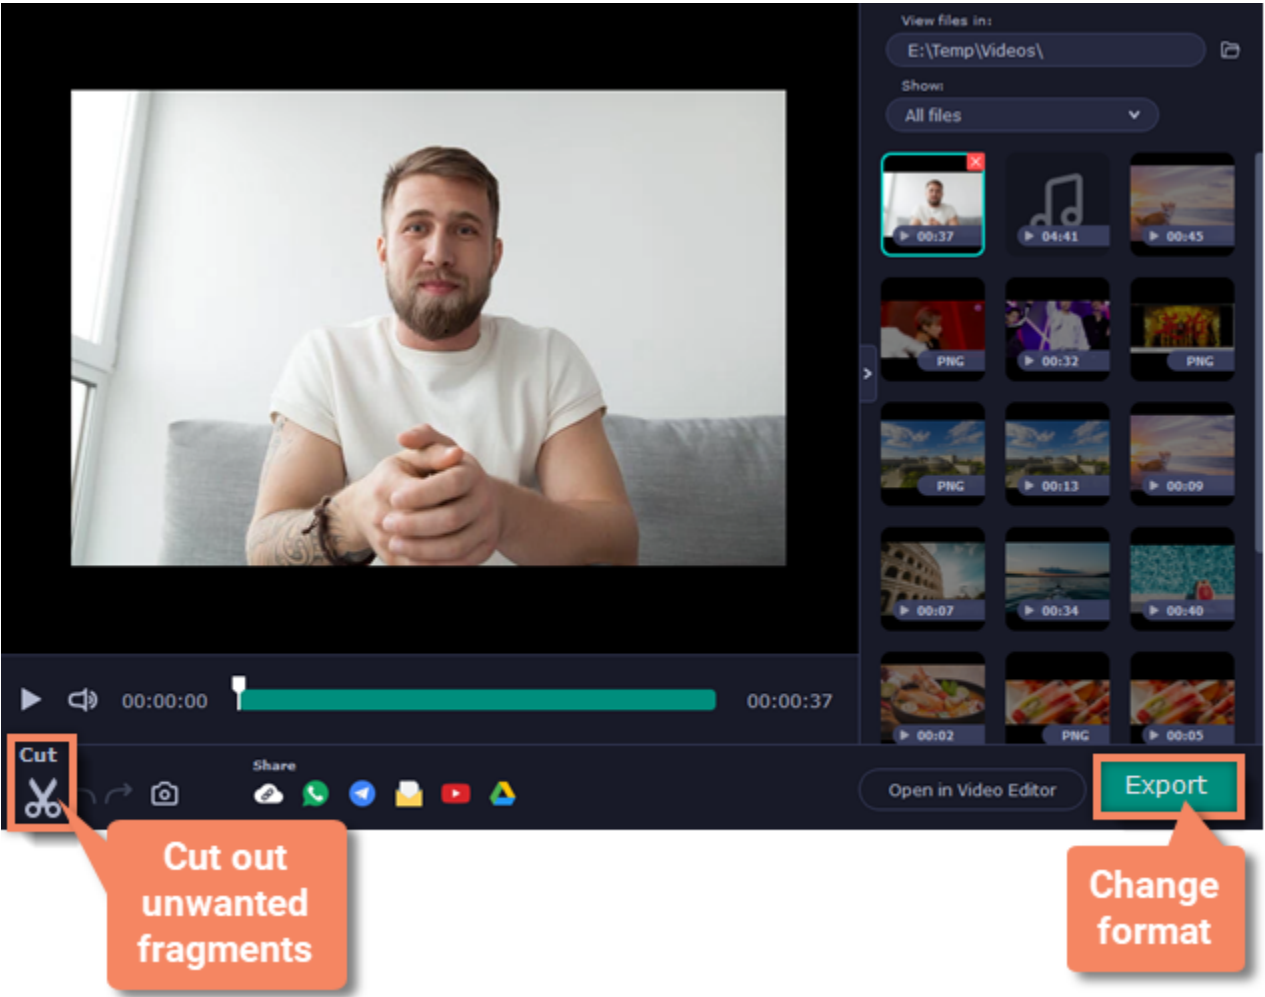 View files in:
E:\Temp\Videos\
Show:
All files
00:37
04:41
00:45
PNG
00:32
PNG
PNG
00:13
00:09
00:07
00:34
00:40
00:02
PNG
00:05
00:00:00
00:00:37
Cut
Share
Open in Video Editor
Export
Cut out
unwanted
fragments
Change
format